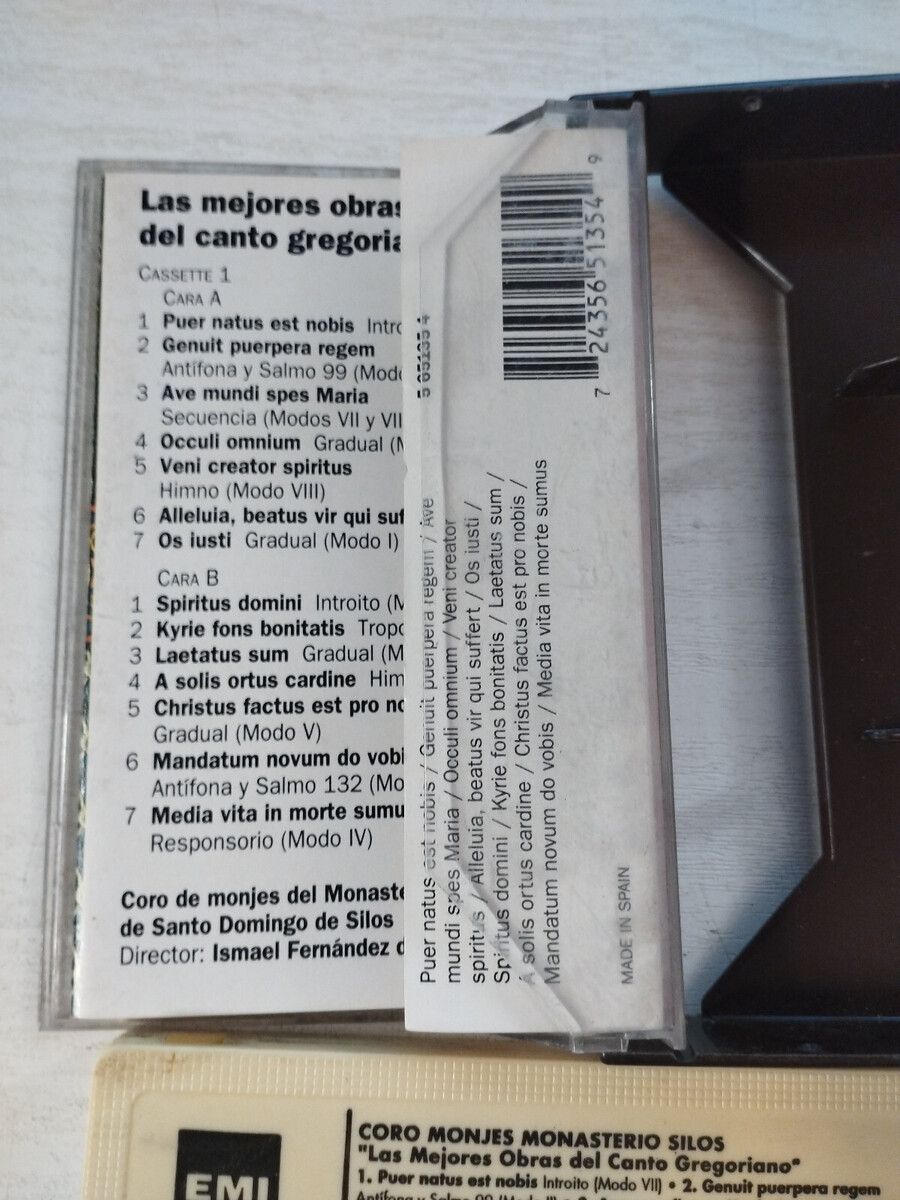 Las mejores obras
del canto gregoria
CASSETTE 1
CARA A
1 Puer natus est nobis Intro
2 Genuit puerpera regem
Antífona y Salmo 99 (Modo
3 Ave mundi spes Maria
Secuencia (Modos VII y VII
4 Occuli omnium Gradual (M
5 Veni creator spiritus
Himno (Modo VIII)
6 Alleluia, beatus vir qui suf
7 Os iusti Gradual (Modo I)
CARA B
1 Spiritus domini Introito (M
2 Kyrie fons bonitatis Tropo
3 Laetatus sum Gradual (M
4 A solis ortus cardine Him
5 Christus factus est pro no
Gradual (Modo V)
6 Mandatum novum do vobi
Antífona y Salmo 132 (Mo
7 Media vita in morte sumu
Responsorio (Modo IV)
Coro de monjes del Monaste
de Santo Domingo de Silos
Director: Ismael Fernández d
Puer natus est nobis / Genuit puerpera regem / Ave
mundi spes Maria / Occuli omnium / Veni creator
spiritus / Alleluia, beatus vir qui suffert / Os iusti /
Spiritus domini / Kyrie fons bonitatis / Laetatus sum /
A solis ortus cardine / Christus factus est pro nobis /
Mandatum novum do vobis / Media vita in morte sumus
MADE IN SPAIN
7 24356 51354 9
EMI
CORO MONJES MONASTERIO SILOS
"Las Mejores Obras del Canto Gregoriano"
1. Puer natus est nobis Introito (Modo VII) • 2. Genuit puerpera regem